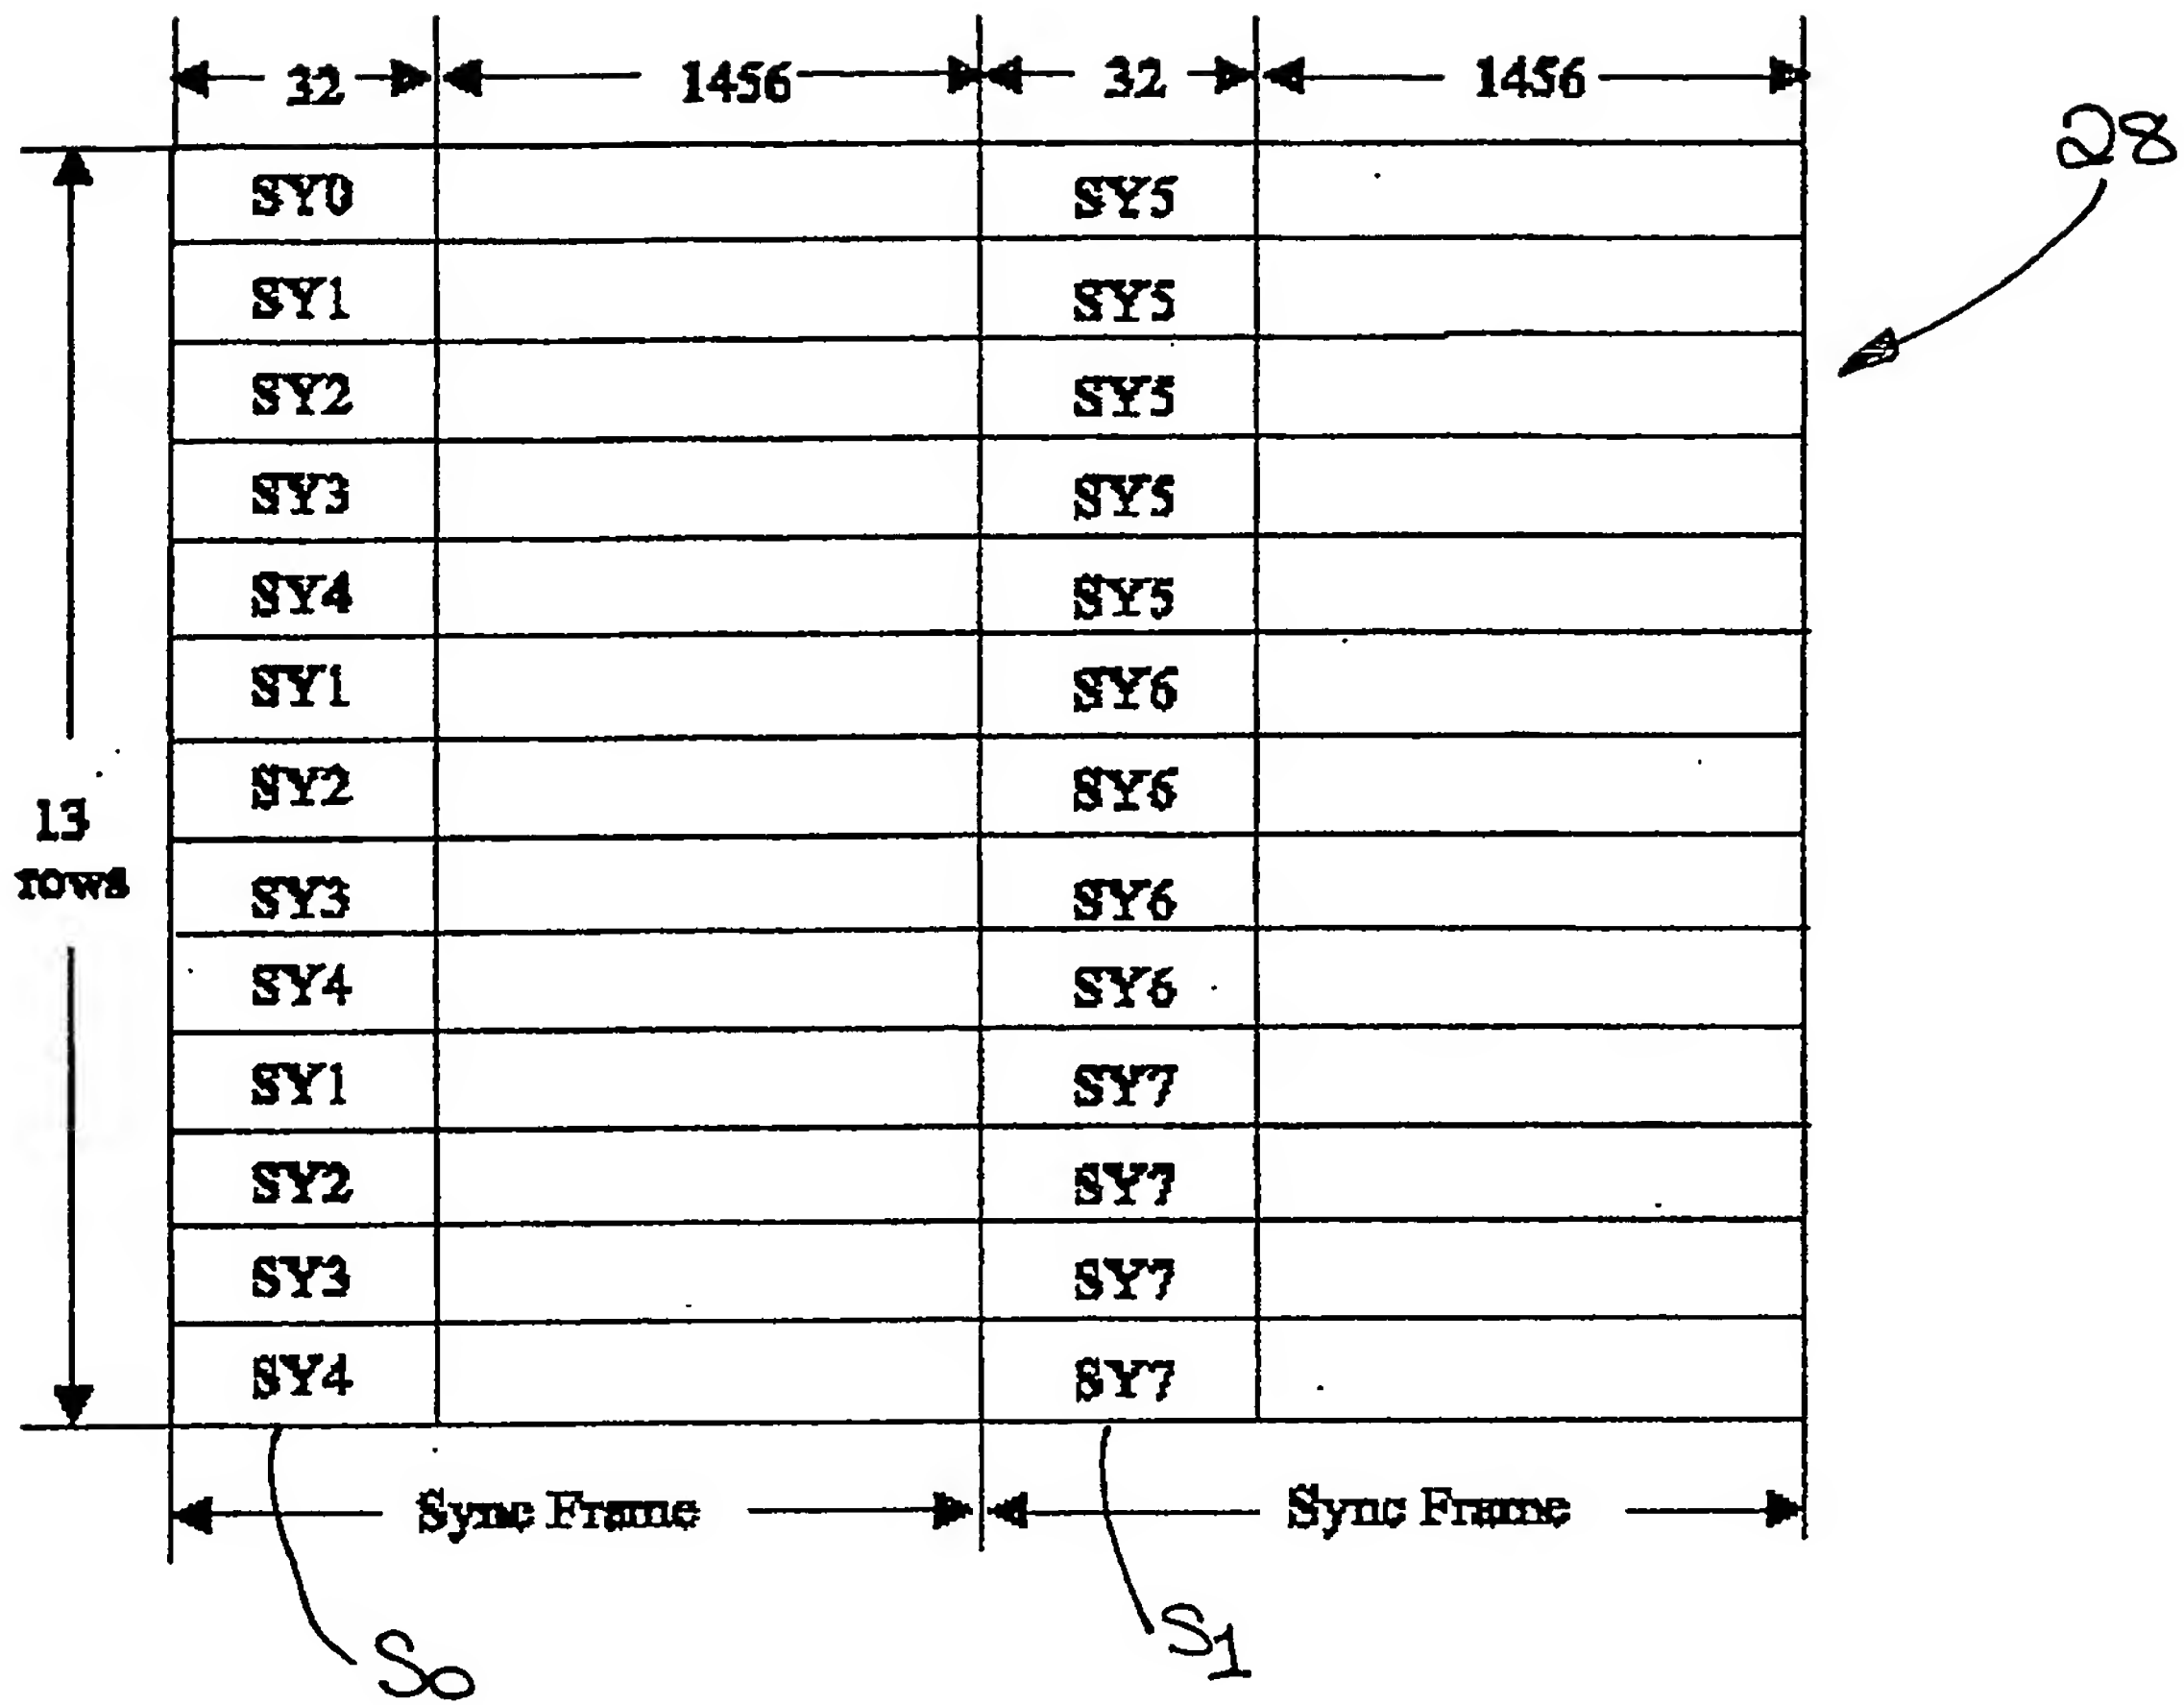 32 1456 32 1456
28
SY0 SY5
SY1 SY5
SY2 SY5
SY3 SY5
SY4 SY5
SY1 SY6
SY2 SY6
13
rows
SY3 SY6
SY4 SY6
SY1 SY7
SY2 SY7
SY3 SY7
SY4 SY7
Sync Frame Sync Frame
S0 S1